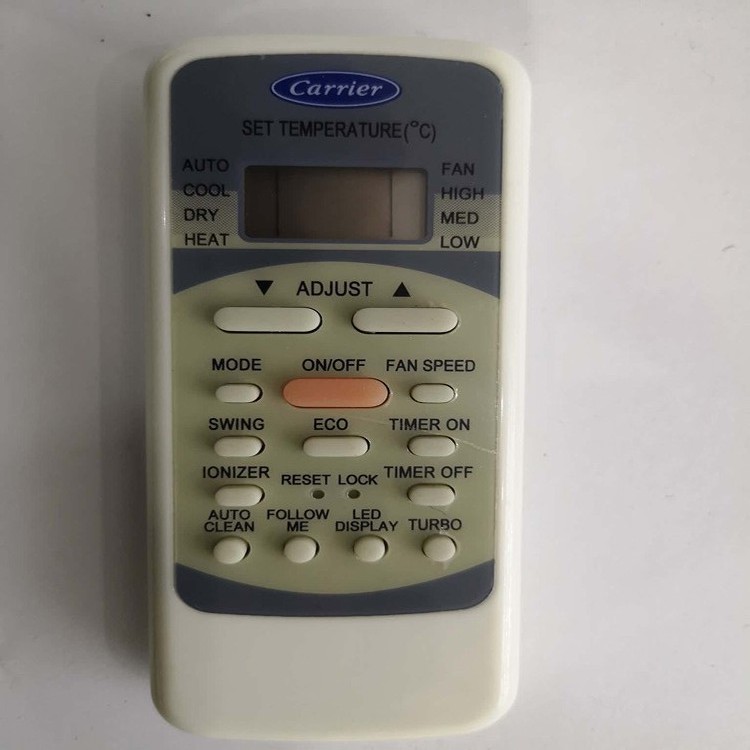 Carrier
SET TEMPERATURE(°C)
AUTO
COOL
DRY
HEAT
FAN
HIGH
MED
LOW
▼ ADJUST ▲
MODE ON/OFF FAN SPEED
SWING ECO TIMER ON
IONIZER RESET LOCK TIMER OFF
AUTO CLEAN
FOLLOW ME
LED DISPLAY
TURBO